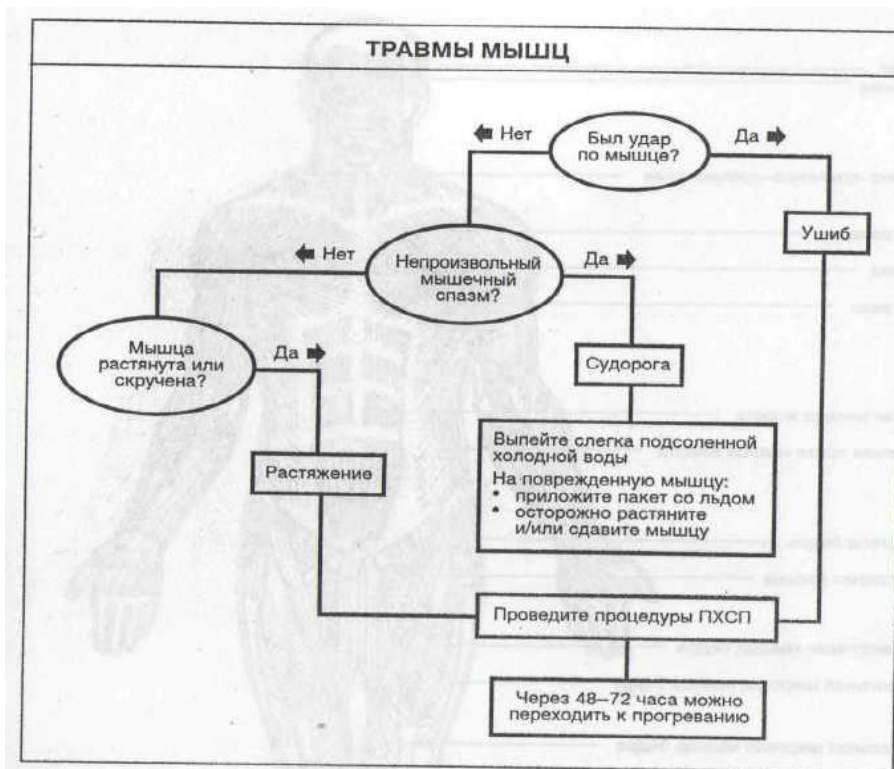 ТРАВМЫ МЫШЦ
Был удар
по мышце?
Нет
Да
Ушиб
Непроизвольный
мышечный
спазм?
Нет
Да
Мышца
растянута или
скручена?
Да
Судорога
Растяжение
Выпейте слегка подсоленной
холодной воды
На поврежденную мышцу:
• приложите пакет со льдом
• осторожно растяните
и/или сдавите мышцу
Проведите процедуры ПХСП
Через 48–72 часа можно
переходить к прогреванию